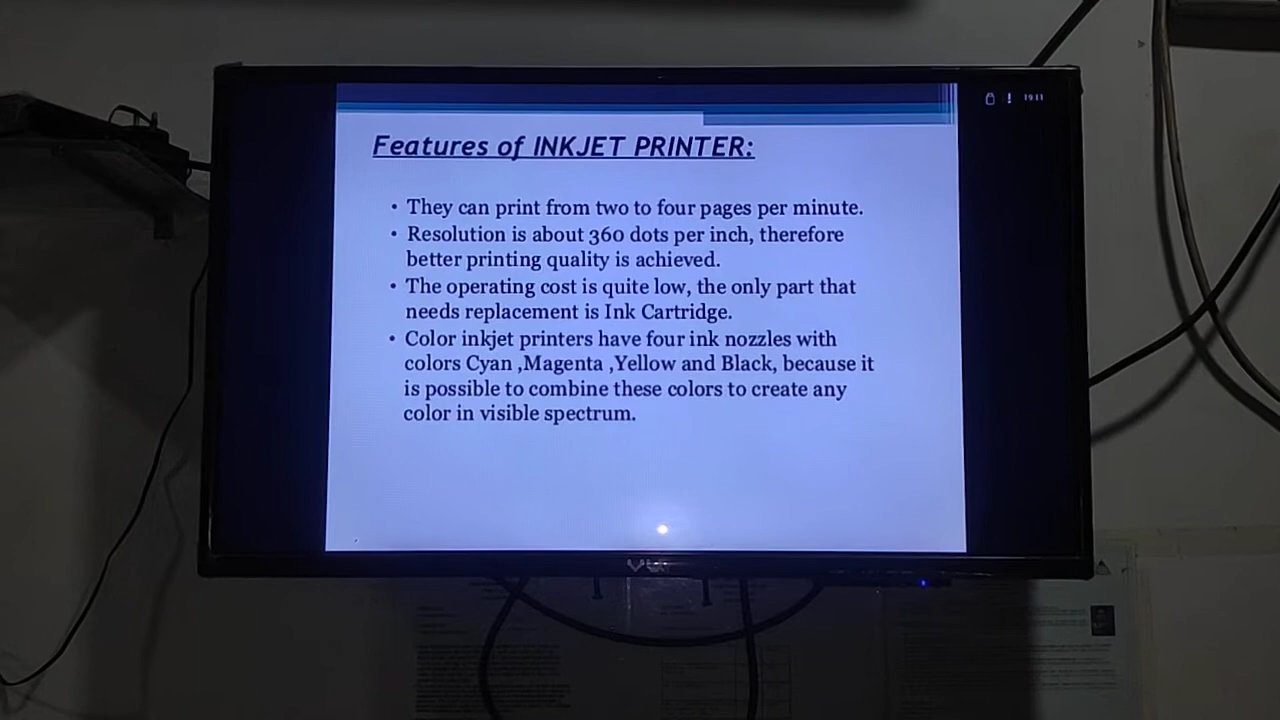 19:11
Features of INKJET PRINTER:
• They can print from two to four pages per minute.
• Resolution is about 360 dots per inch, therefore
better printing quality is achieved.
• The operating cost is quite low, the only part that
needs replacement is Ink Cartridge.
• Color inkjet printers have four ink nozzles with
colors Cyan ,Magenta ,Yellow and Black, because it
is possible to combine these colors to create any
color in visible spectrum.